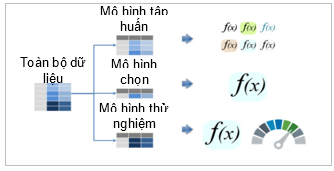 Mô hình tập
huấn
f(x) f(x) f(x)
f(x) f(x) f(x)
Toàn bộ dữ
liệu
Mô hình
chọn
f(x)
Mô hình thử
nghiệm
f(x)